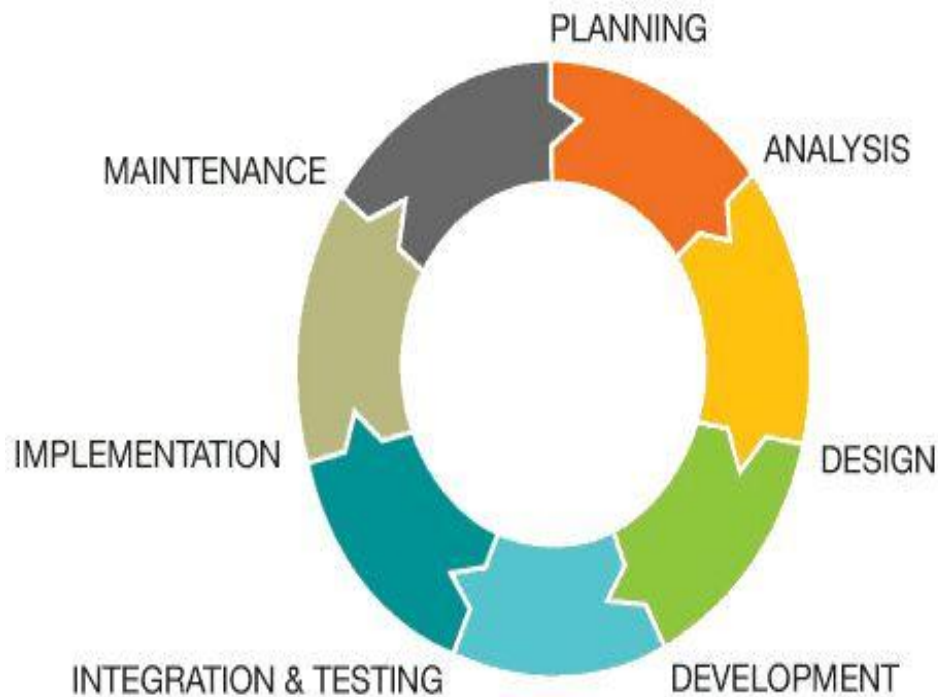 PLANNING
ANALYSIS
DESIGN
DEVELOPMENT
INTEGRATION & TESTING
IMPLEMENTATION
MAINTENANCE